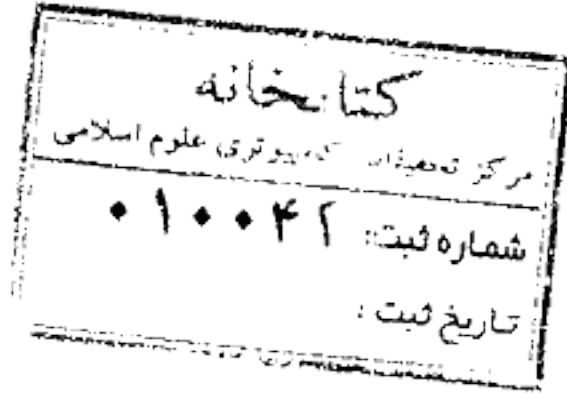 کتابخانه
مرکز تحقیقات کامپیوتری علوم اسلامی
شماره ثبت: ۰۱۰۰۴۲
تاریخ ثبت :